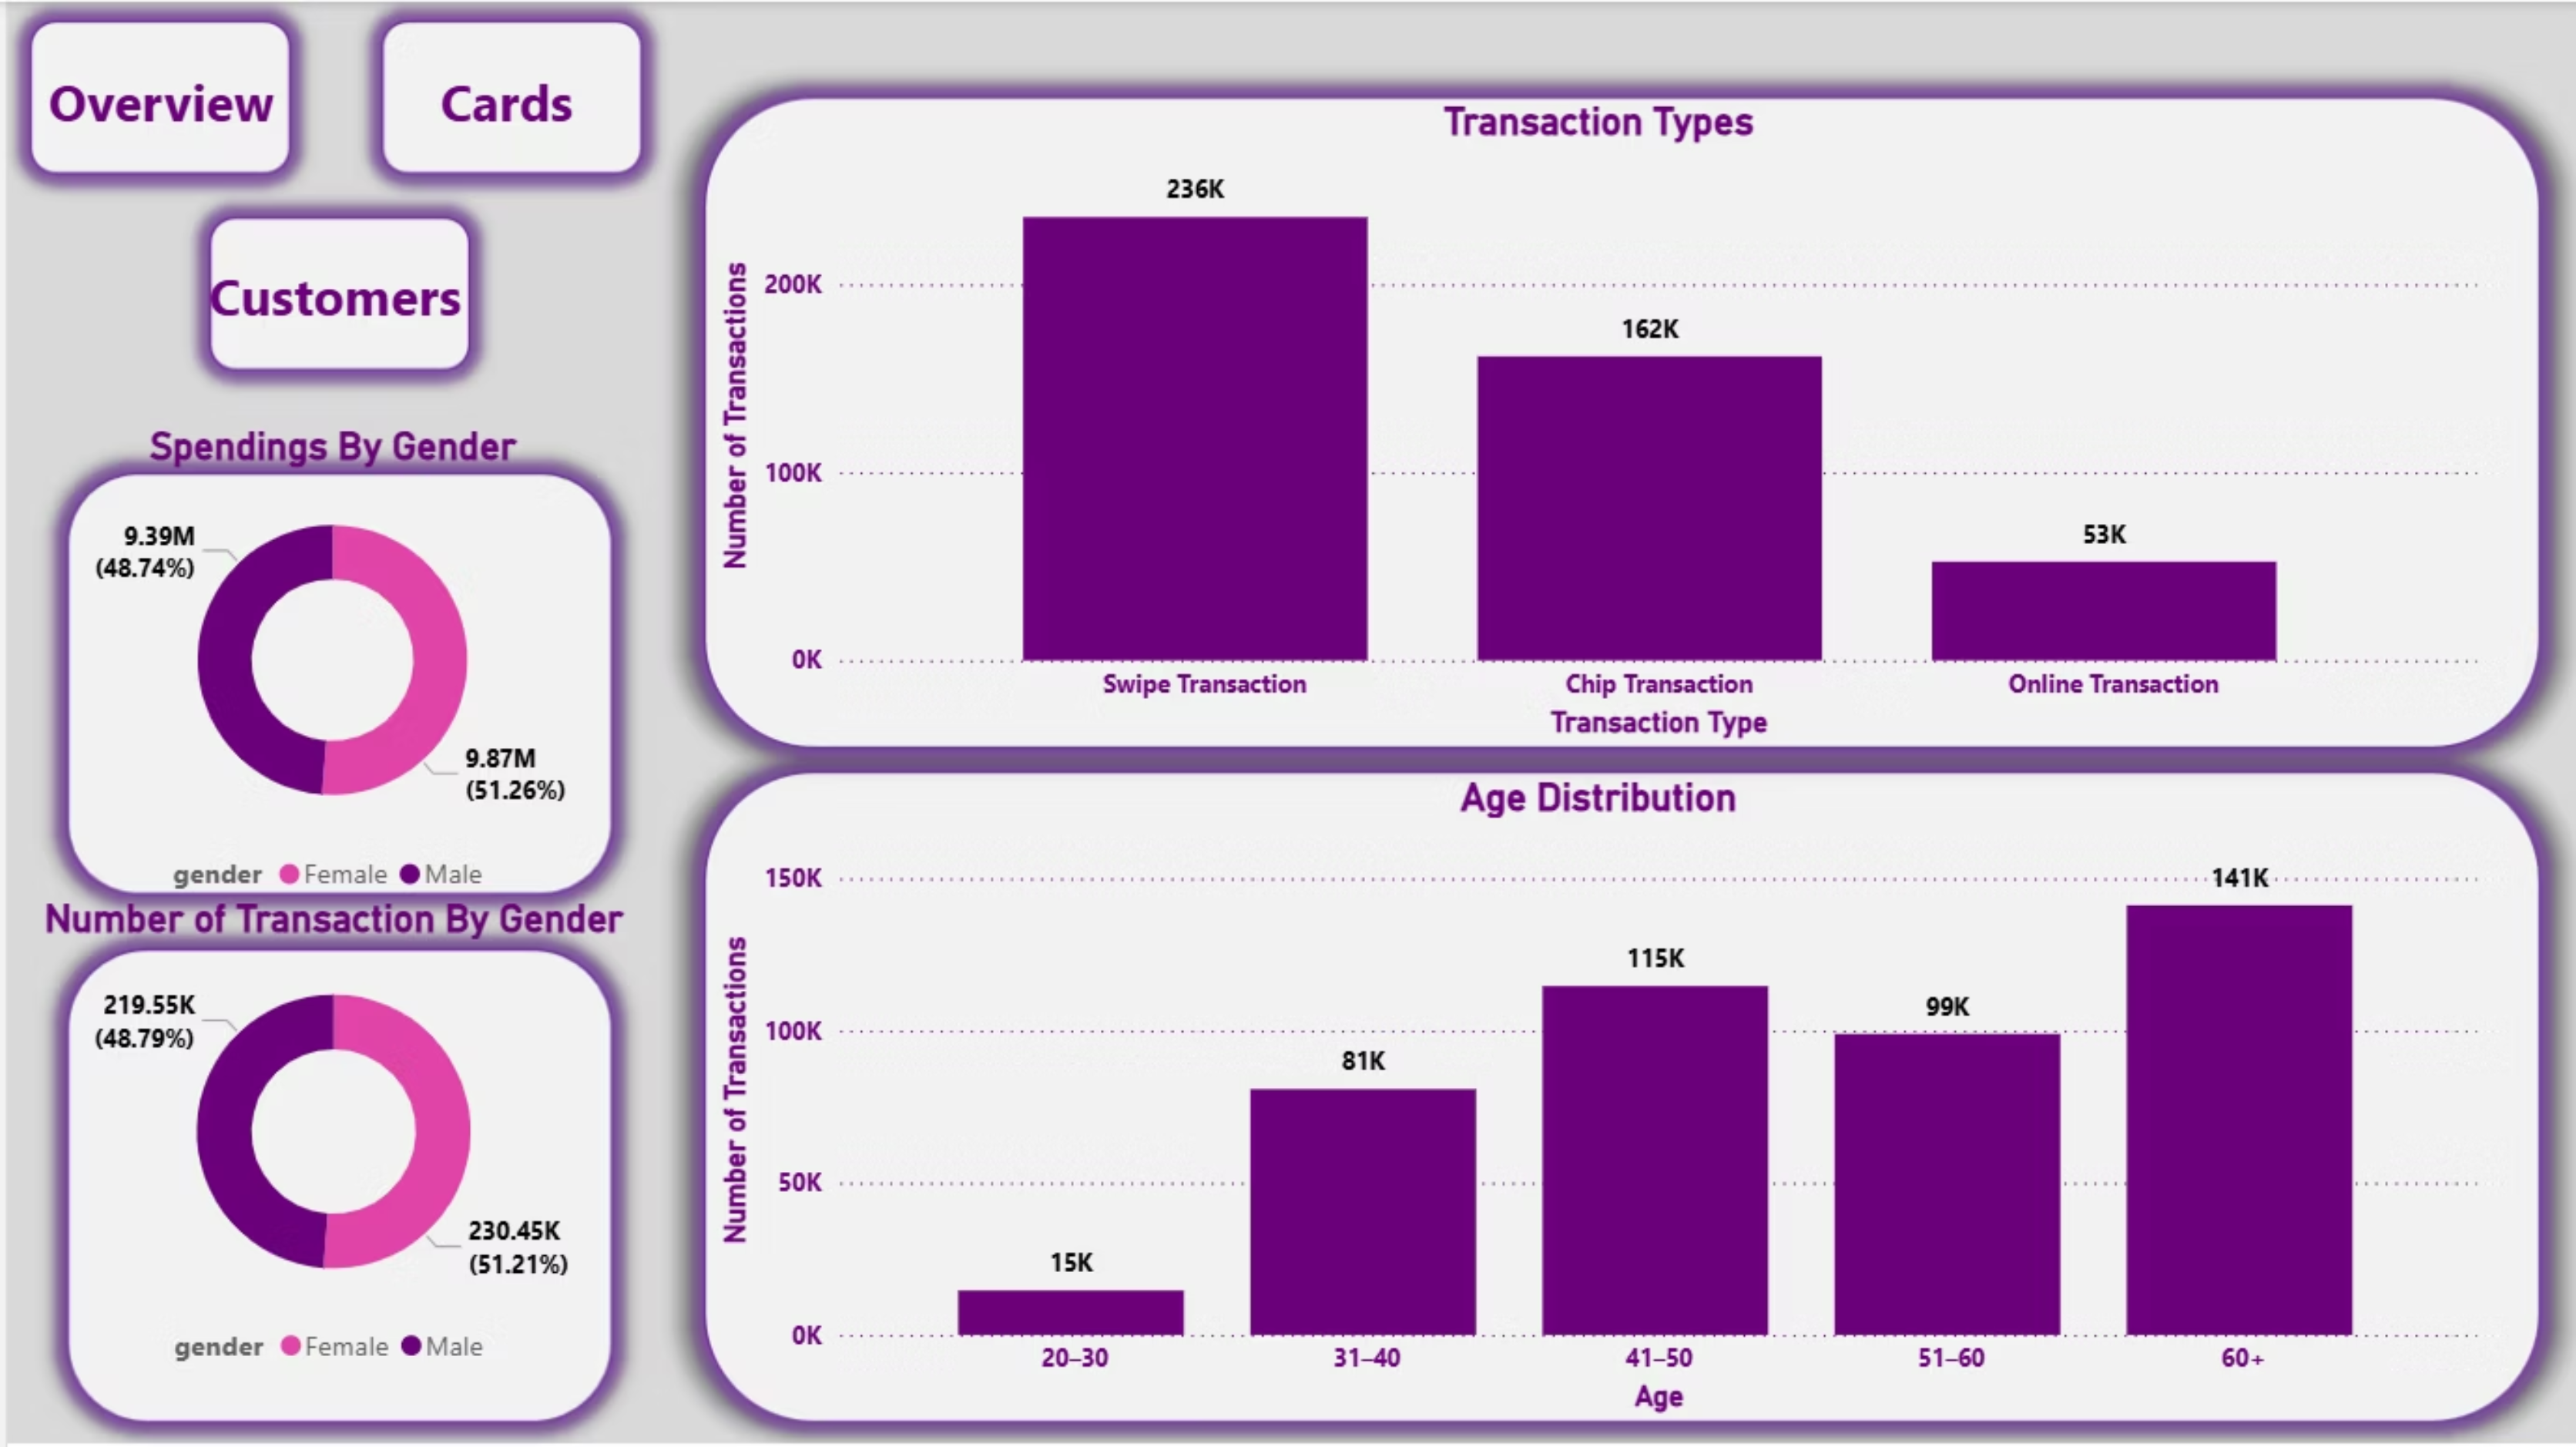 Overview
Cards
Customers
Spendings By Gender
9.39M
(48.74%)
9.87M
(51.26%)
gender Female Male
Number of Transaction By Gender
219.55K
(48.79%)
230.45K
(51.21%)
gender Female Male
Transaction Types
Number of Transactions
200K
100K
0K
236K
162K
53K
Swipe Transaction
Chip Transaction
Online Transaction
Transaction Type
Age Distribution
Number of Transactions
150K
100K
50K
0K
15K
81K
115K
99K
141K
20–30
31–40
41–50
51–60
60+
Age